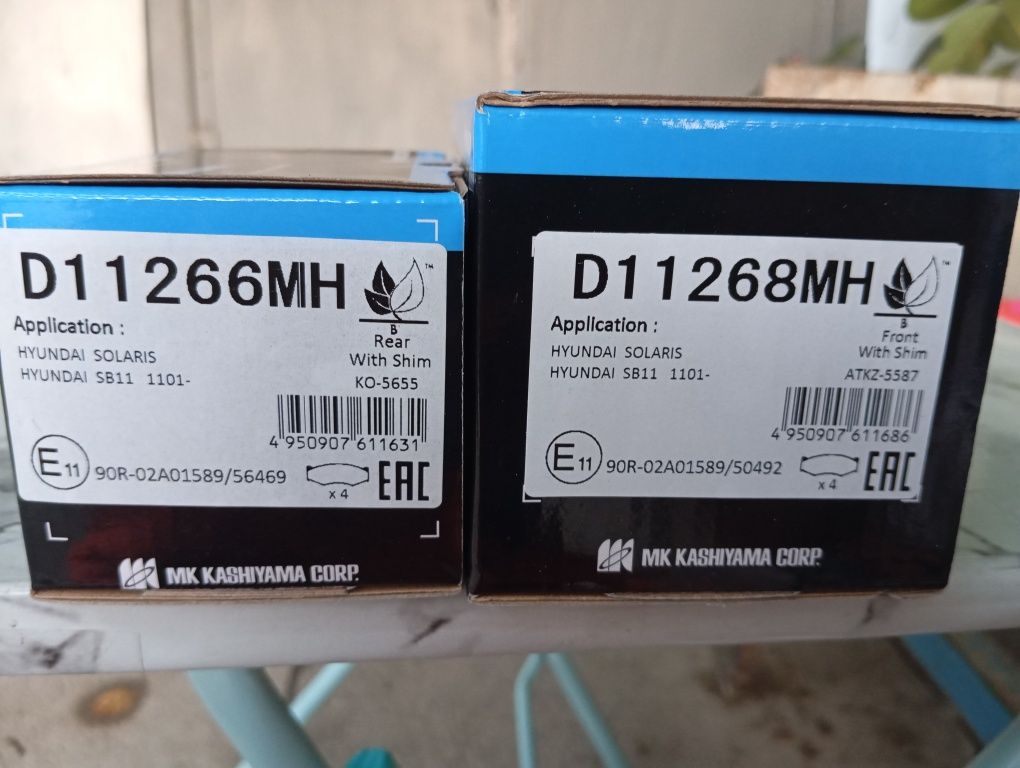 D11266MH
TM
B
Application :
Rear
With Shim
HYUNDAI SOLARIS
HYUNDAI SB11 1101-
KO-5655
4 950907 611631
E11
90R-02A01589/56469
x 4
EAC
MK KASHIYAMA CORP.
D11268MH
TM
B
Application :
Front
With Shim
HYUNDAI SOLARIS
HYUNDAI SB11 1101-
ATKZ-5587
4 950907 611686
E11
90R-02A01589/50492
x 4
EAC
MK KASHIYAMA CORP.